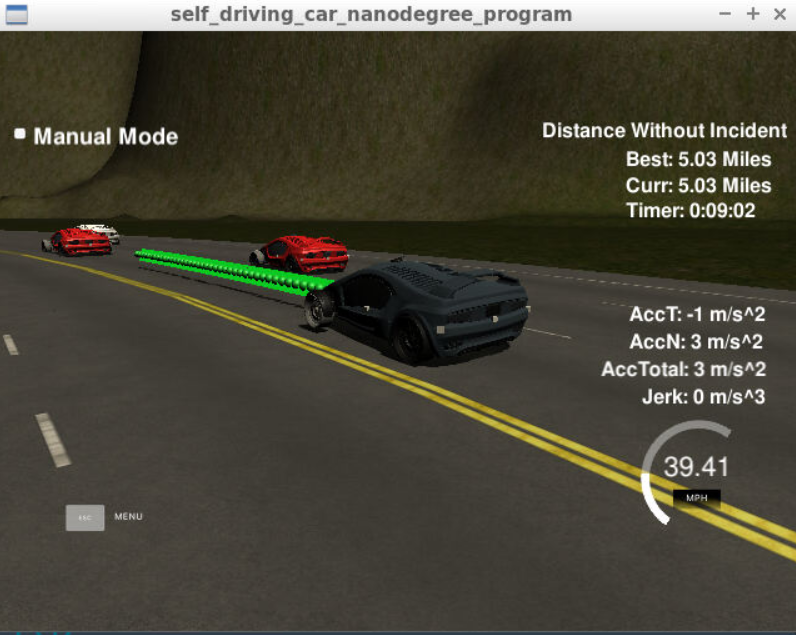 self_driving_car_nanodegree_program
Manual Mode
Distance Without Incident
Best: 5.03 Miles
Curr: 5.03 Miles
Timer: 0:09:02
AccT: -1 m/s^2
AccN: 3 m/s^2
AccTotal: 3 m/s^2
Jerk: 0 m/s^3
39.41
MPH
ESC MENU